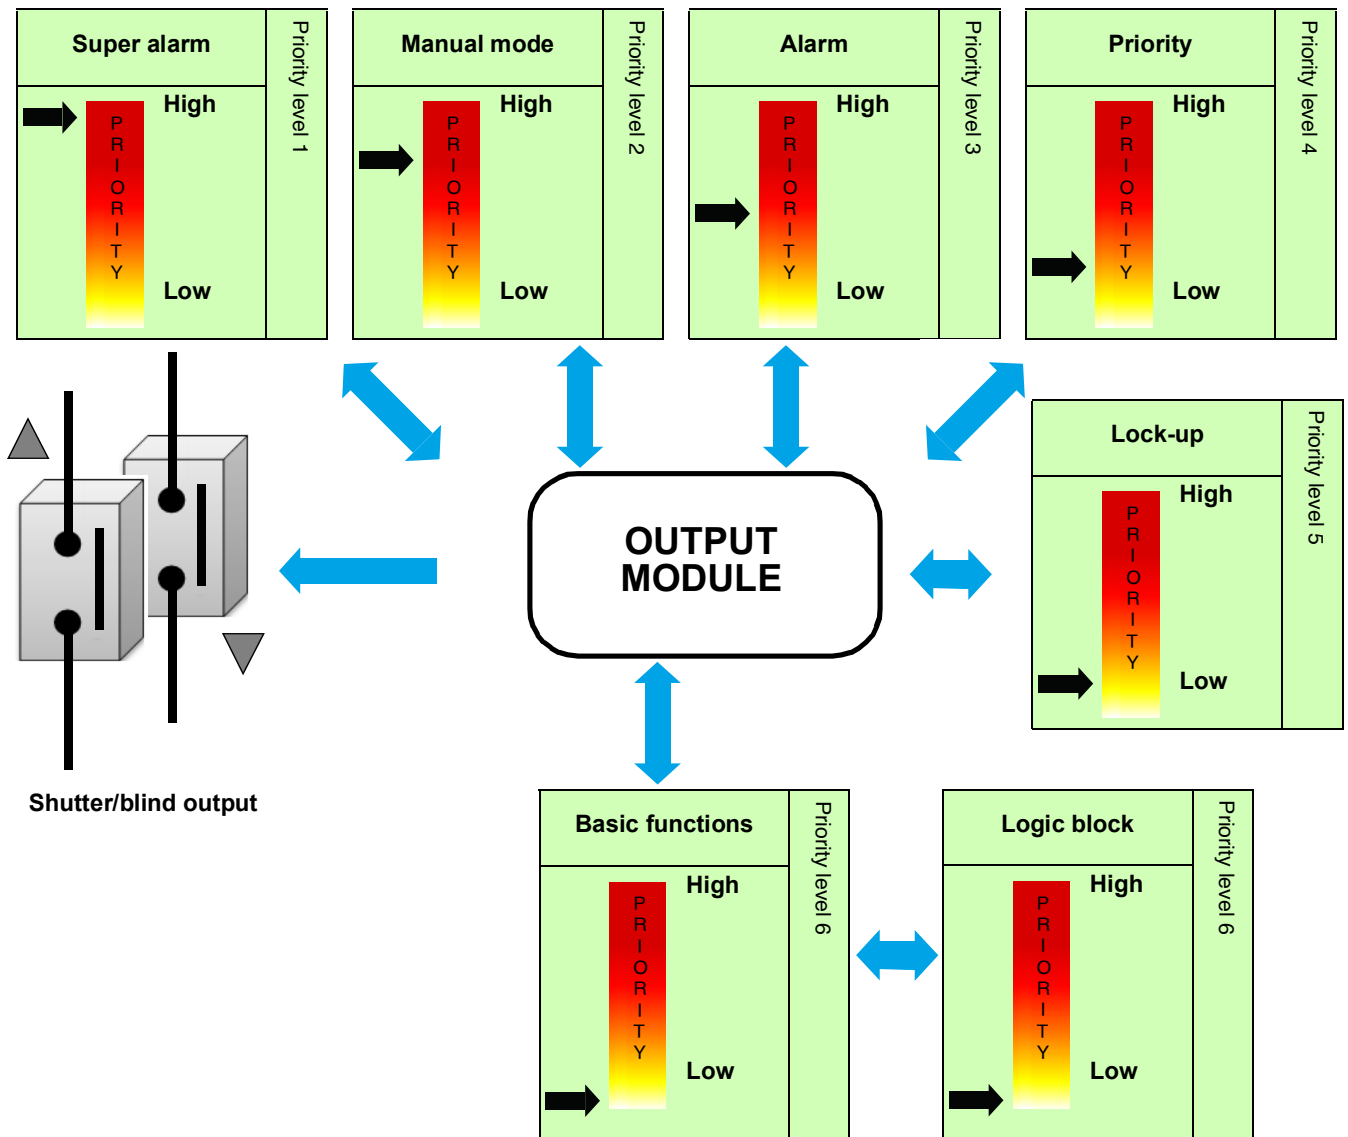 Super alarm
Priority level 1
High
PRIORITY
Low
Manual mode
Priority level 2
High
PRIORITY
Low
Alarm
Priority level 3
High
PRIORITY
Low
Priority
Priority level 4
High
PRIORITY
Low
Lock-up
Priority level 5
High
PRIORITY
Low
OUTPUT
MODULE
Shutter/blind output
Basic functions
Priority level 6
High
PRIORITY
Low
Logic block
Priority level 6
High
PRIORITY
Low